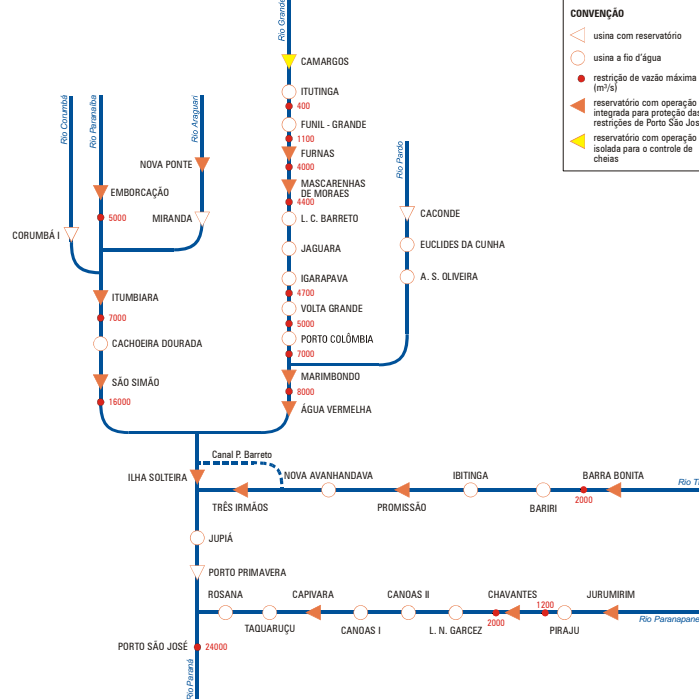 Rio Grande
CONVENÇÃO
usina com reservatório
usina a fio d'água
restrição de vazão máxima
(m³/s)
reservatório com operação
integrada para proteção das
restrições de Porto São José
reservatório com operação
isolada para o controle de
cheias
CAMARGOS
ITUTINGA
400
FUNIL - GRANDE
1100
FURNAS
4000
MASCARENHAS
DE MORAES
4400
L. C. BARRETO
JAGUARA
IGARAPAVA
4700
VOLTA GRANDE
5000
PORTO COLÔMBIA
7000
MARIMBONDO
8000
ÁGUA VERMELHA
Rio Corumbá
Rio Paranaíba
Rio Araguari
NOVA PONTE
EMBORCAÇÃO
5000
MIRANDA
CORUMBÁ I
ITUMBIARA
7000
CACHOEIRA DOURADA
SÃO SIMÃO
16000
Rio Pardo
CACONDE
EUCLIDES DA CUNHA
A. S. OLIVEIRA
Canal P. Barreto
ILHA SOLTEIRA
NOVA AVANHANDAVA
IBITINGA
BARRA BONITA
Rio T
TRÊS IRMÃOS
PROMISSÃO
BARIRI
2000
JUPIÁ
PORTO PRIMAVERA
ROSANA
CAPIVARA
CANOAS II
CHAVANTES
1200
JURUMIRIM
TAQUARUÇU
CANOAS I
L. N. GARCEZ
2000
PIRAJU
Rio Paranapane
PORTO SÃO JOSÉ
24000
Rio Paraná